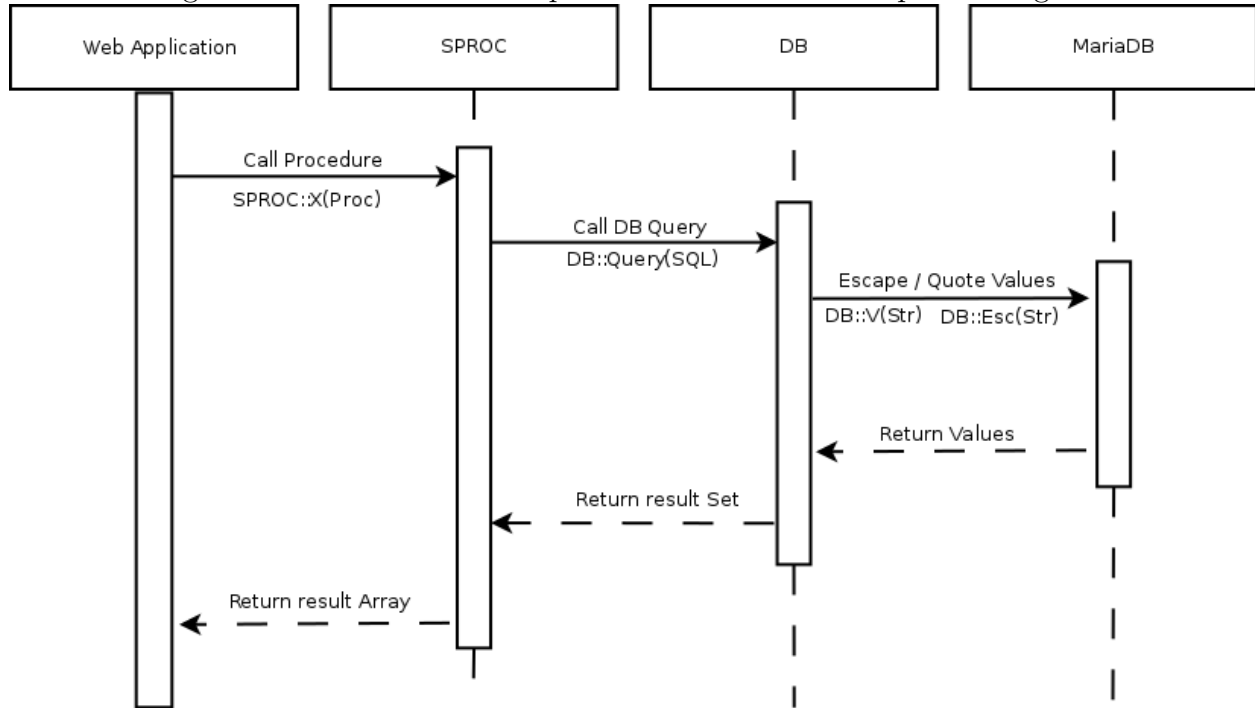 Web Application
SPROC
DB
MariaDB
Call Procedure
SPROC::X(Proc)
Call DB Query
DB::Query(SQL)
Escape / Quote Values
DB::V(Str) DB::Esc(Str)
Return Values
Return result Set
Return result Array